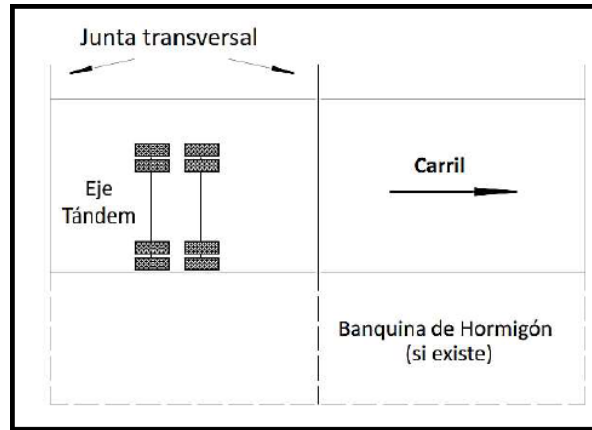 Junta transversal
Carril
Eje
Tándem
Banquina de Hormigón
(si existe)